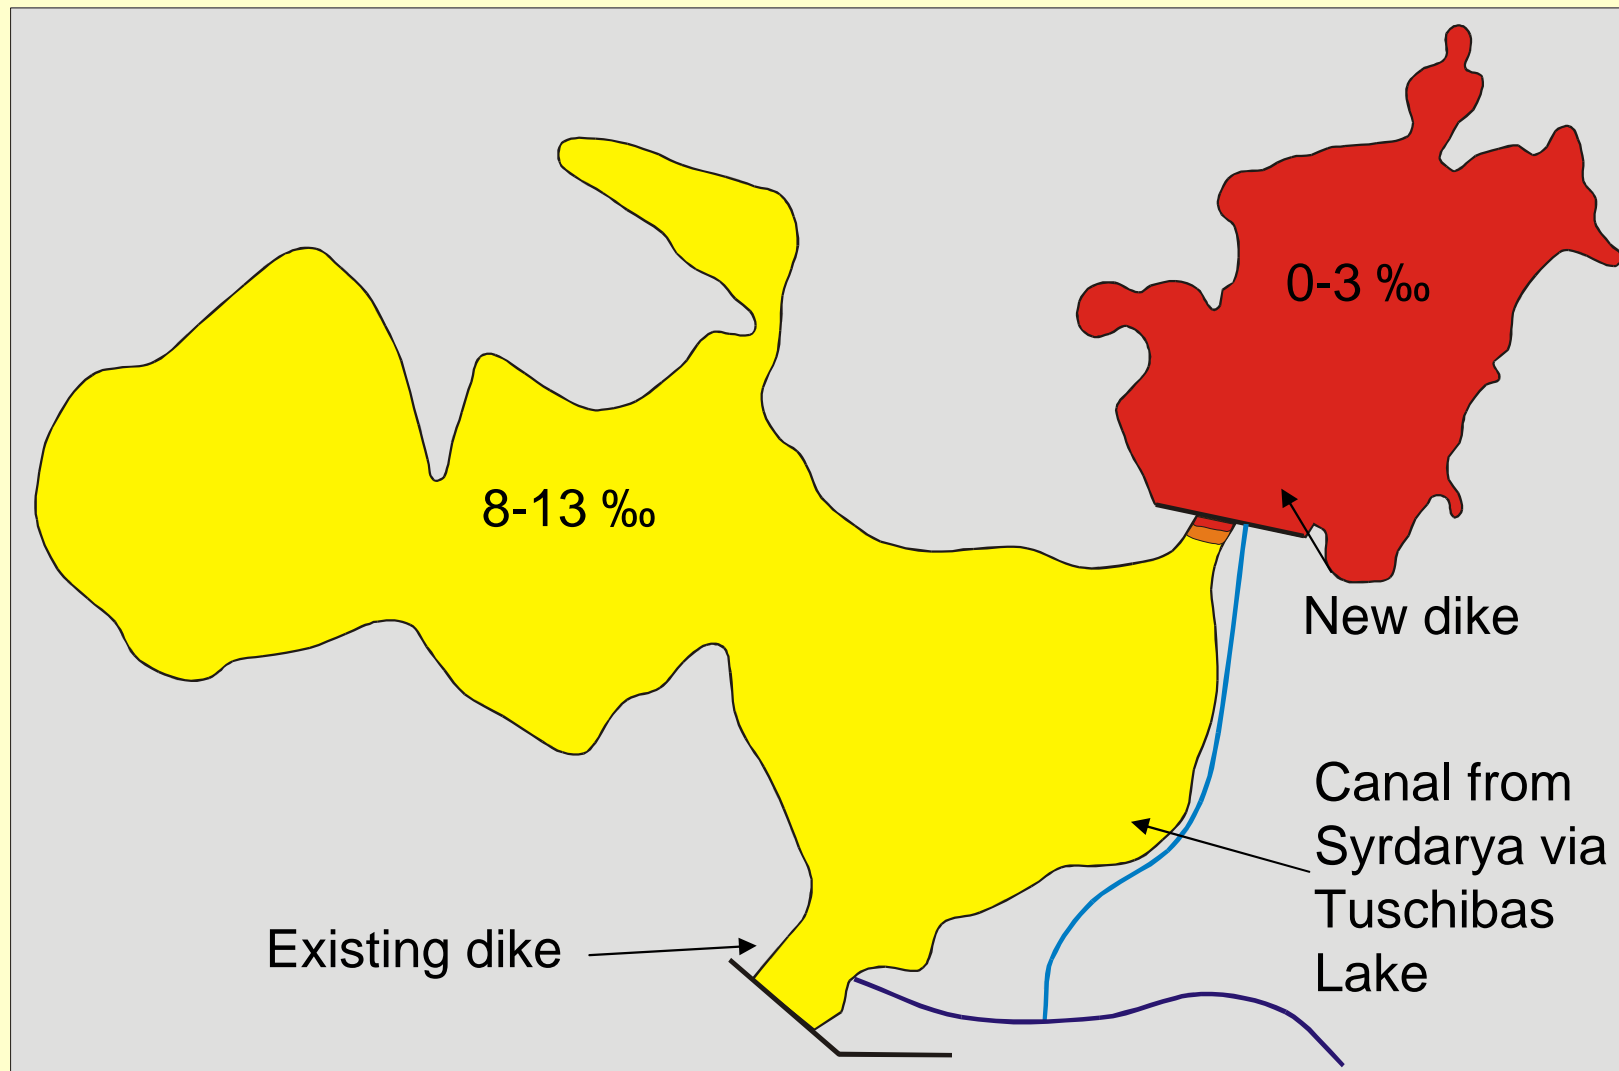 0-3 ‰
8-13 ‰
New dike
Canal from
Syrdarya via
Tuschibas
Lake
Existing dike